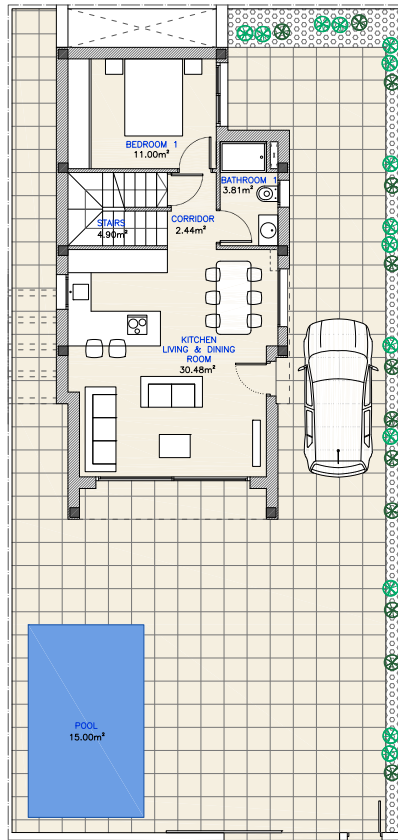 BEDROOM 1
11.00m²
BATHROOM 1
3.81m²
STAIRS
4.90m²
CORRIDOR
2.44m²
KITCHEN
LIVING & DINING
ROOM
30.48m²
POOL
15.00m²